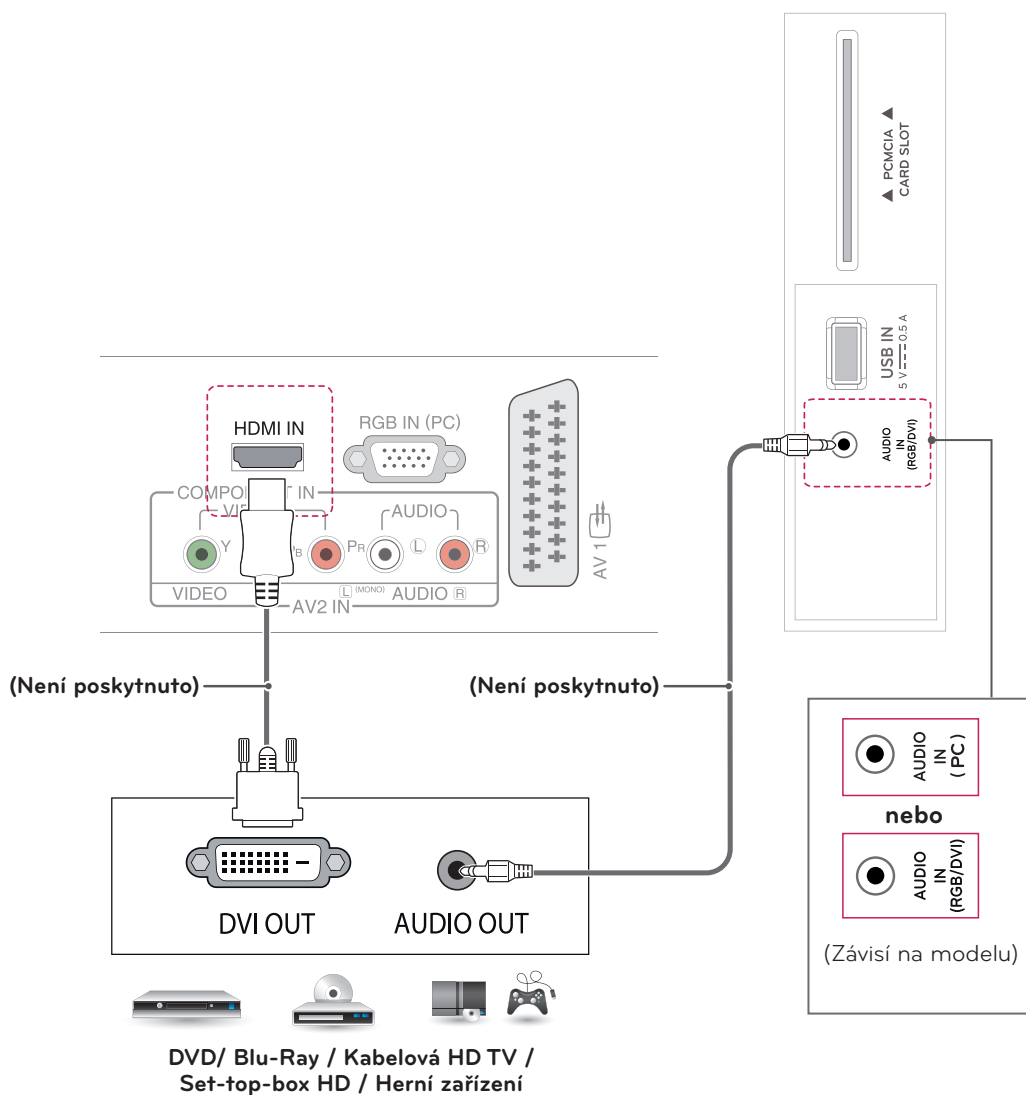 ▲ PCMCIA ▲
CARD SLOT
USB IN
5 V 0.5 A
AUDIO
IN
(RGB/DVI)
HDMI IN
RGB IN (PC)
COMPONENT IN
AUDIO
Y
B
PR
L
R
VIDEO
L (MONO) AUDIO R
AV2 IN
AV 1
(Není poskytnuto)
(Není poskytnuto)
AUDIO
IN
(PC)
nebo
AUDIO
IN
(RGB/DVI)
(Závisí na modelu)
DVI OUT
AUDIO OUT
DVD/ Blu-Ray / Kabelová HD TV /
Set-top-box HD / Herní zařízení